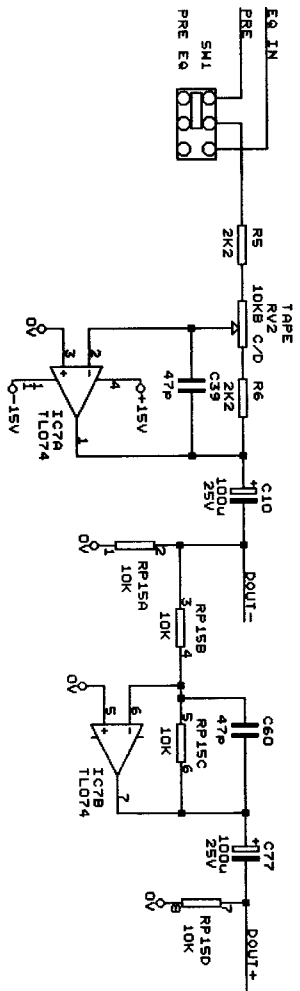 EQ IN
PRE
SW1
PRE EQ
R5
2K2
TAPE
RV2
10KB C/D
R6
2K2
C39
47p
0V
3
+
2
-
4
+15V
1
-15V
1
IC7A
TL074
C10
+
100u
25V
DOUT-
0V
1
2
RP15A
10K
RP15B
3
4
10K
0V
5
+
6
-
7
IC7B
TL074
RP15C
5
6
10K
C60
47p
C77
+
100u
25V
0V
8
7
RP15D
10K
DOUT+